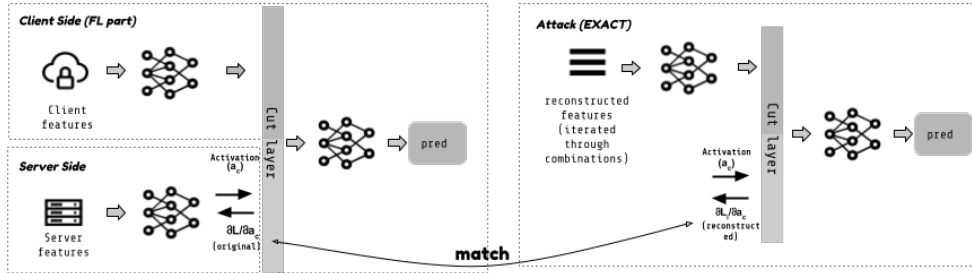 Client Side (FL part)
Client
features
Cut layer
pred
Server Side
Server
features
Activation
(a_c)
∂L/∂a_c
(original)
match
Attack (EXACT)
reconstructed
features
(iterated
through
combinations)
Cut layer
pred
Activation
(a_c)
∂L_i/∂a_c
(reconstruct
ed)